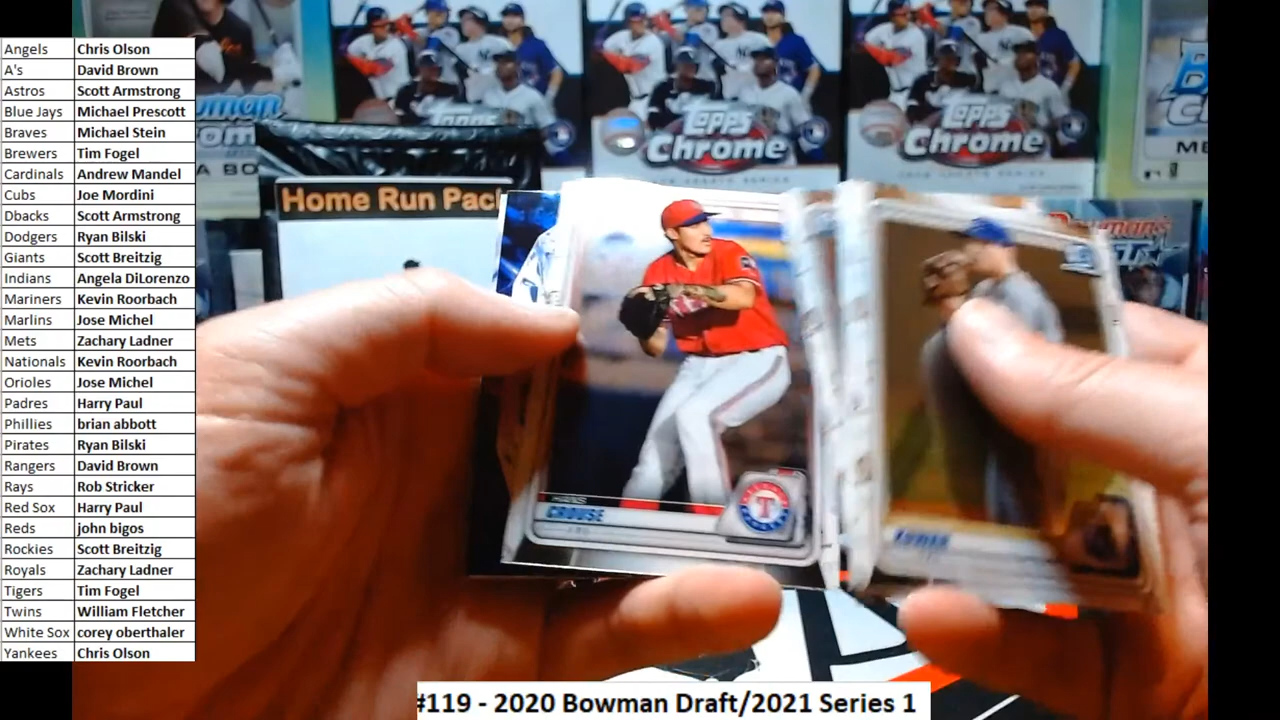 Angels Chris Olson
A's David Brown
Astros Scott Armstrong
Blue Jays Michael Prescott
Braves Michael Stein
Brewers Tim Fogel
Cardinals Andrew Mandel
Cubs Joe Mordini
Dbacks Scott Armstrong
Dodgers Ryan Bilski
Giants Scott Breitzig
Indians Angela DiLorenzo
Mariners Kevin Roorbach
Marlins Jose Michel
Mets Zachary Ladner
Nationals Kevin Roorbach
Orioles Jose Michel
Padres Harry Paul
Phillies brian abbott
Pirates Ryan Bilski
Rangers David Brown
Rays Rob Stricker
Red Sox Harry Paul
Reds john bigos
Rockies Scott Breitzig
Royals Zachary Ladner
Tigers Tim Fogel
Twins William Fletcher
White Sox corey oberthaler
Yankees Chris Olson
Topps Chrome
Topps Chrome
Home Run Pac
HANS
CROUSE
T
#119 - 2020 Bowman Draft/2021 Series 1